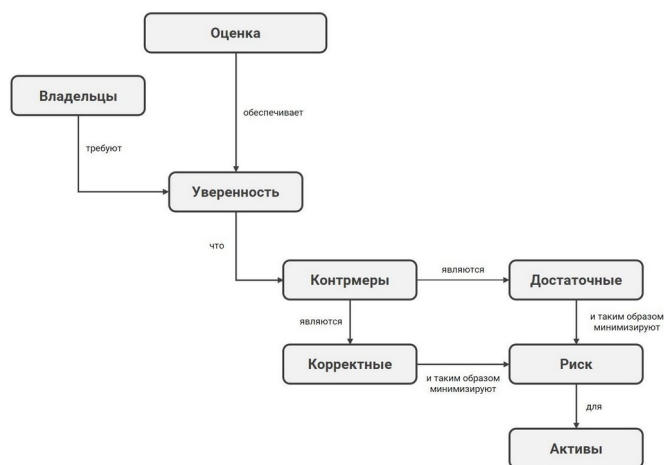 Оценка
Владельцы
обеспечивает
требуют
Уверенность
что
Контрмеры
являются
Достаточные
являются
и таким образом
минимизируют
Корректные
и таким образом
минимизируют
Риск
для
Активы